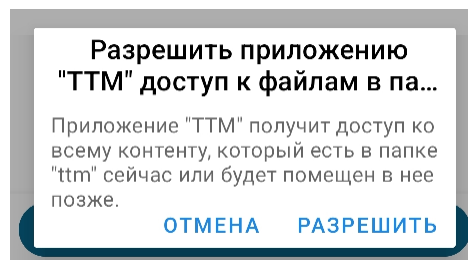 Разрешить приложению
"TTM" доступ к файлам в па...
Приложение "TTM" получит доступ ко
всему контенту, который есть в папке
"ttm" сейчас или будет помещен в нее
позже.
ОТМЕНА РАЗРЕШИТЬ